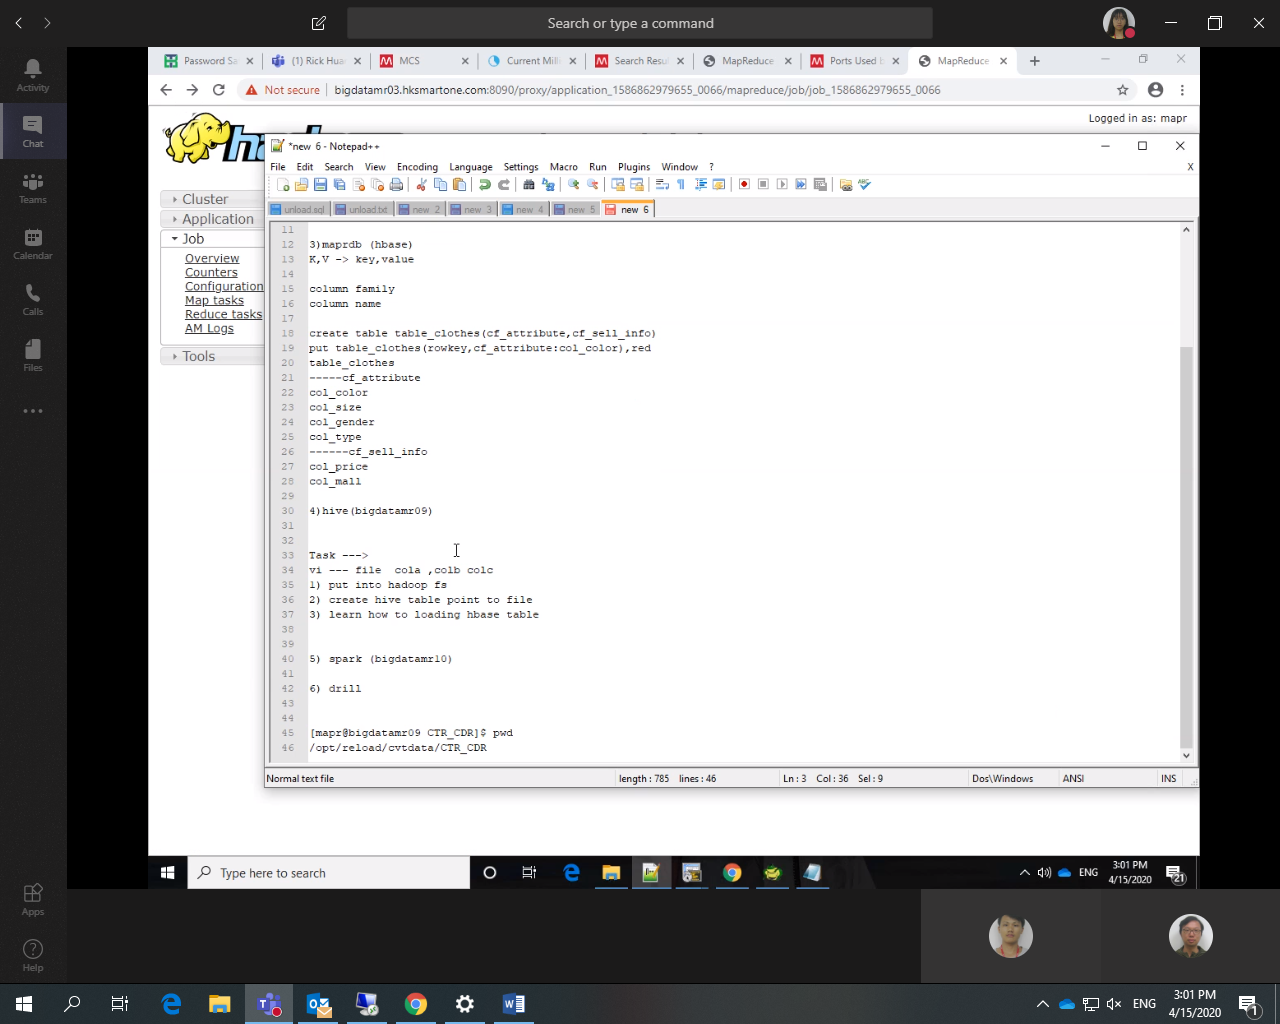 Search or type a command
Activity
Chat
Teams
Calendar
Calls
Files
Apps
Help
Password Sa
(1) Rick Hua
MCS
Current Mill
Search Resu
MapReduce
Ports Used b
MapReduce
Not secure
bigdatamr03.hksmartone.com:8090/proxy/application_1586862979655_0066/mapreduce/job/job_1586862979655_0066
Logged in as: mapr
Cluster
Application
Job
Overview
Counters
Configuration
Map tasks
Reduce tasks
AM Logs
Tools
*new 6 - Notepad++
File Edit Search View Encoding Language Settings Macro Run Plugins Window ? X
unload.sql unload.txt new 2 new 3 new 4 new 5 new 6
11
12 3)maprdb (hbase)
13 K,V -> key,value
14
15 column family
16 column name
17
18 create table table_clothes(cf_attribute,cf_sell_info)
19 put table_clothes(rowkey,cf_attribute:col_color),red
20 table_clothes
21 -----cf_attribute
22 col_color
23 col_size
24 col_gender
25 col_type
26 ------cf_sell_info
27 col_price
28 col_mall
29
30 4)hive(bigdatamr09)
31
32
33 Task --->
34 vi --- file  cola ,colb colc
35 1) put into hadoop fs
36 2) create hive table point to file
37 3) learn how to loading hbase table
38
39
40 5) spark (bigdatamr10)
41
42 6) drill
43
44
45 [mapr@bigdatamr09 CTR_CDR]$ pwd
46 /opt/reload/cvtdata/CTR_CDR
Normal text file length : 785 lines : 46 Ln : 3 Col : 36 Sel : 9 Dos\Windows ANSI INS
Type here to search
ENG
3:01 PM
4/15/2020
21
ENG
3:01 PM
4/15/2020
1